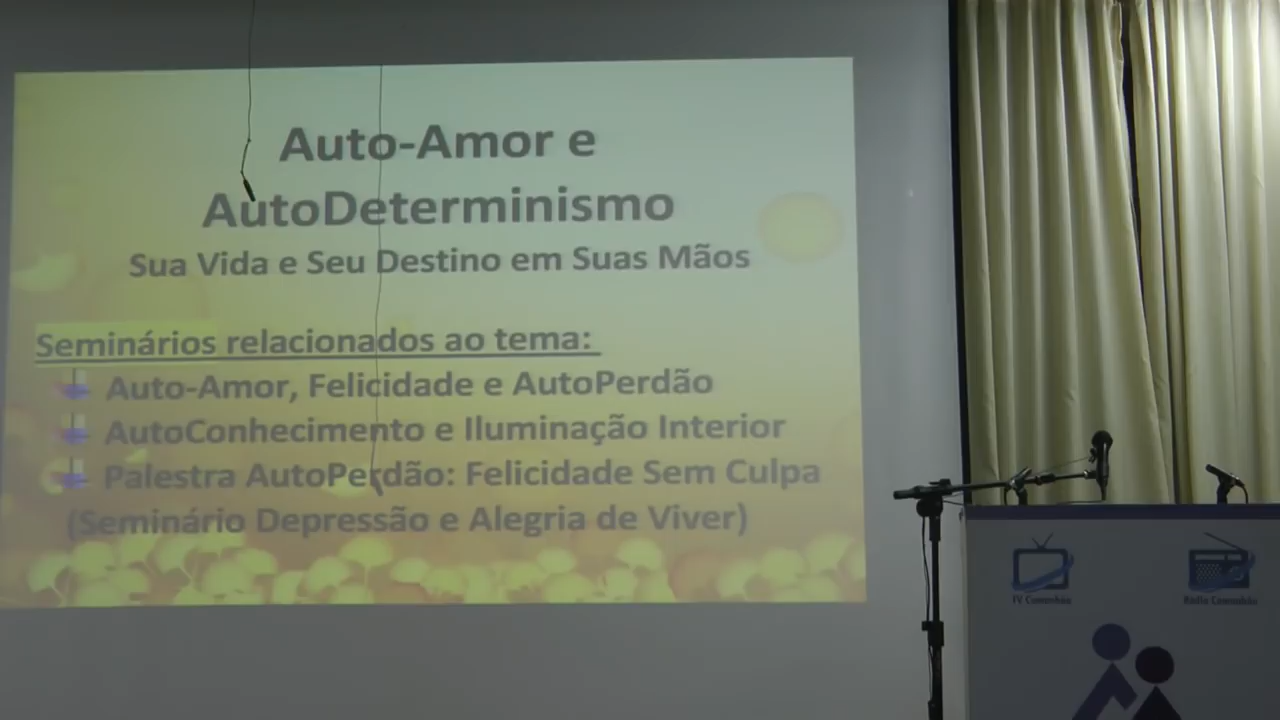 Auto-Amor e
AutoDeterminismo
Sua Vida e Seu Destino em Suas Mãos
Seminários relacionados ao tema:
Auto-Amor, Felicidade e AutoPerdão
AutoConhecimento e Iluminação Interior
Palestra AutoPerdão: Felicidade Sem Culpa
(Seminário Depressão e Alegria de Viver)
TV Comunhão
Rádio Comunhão